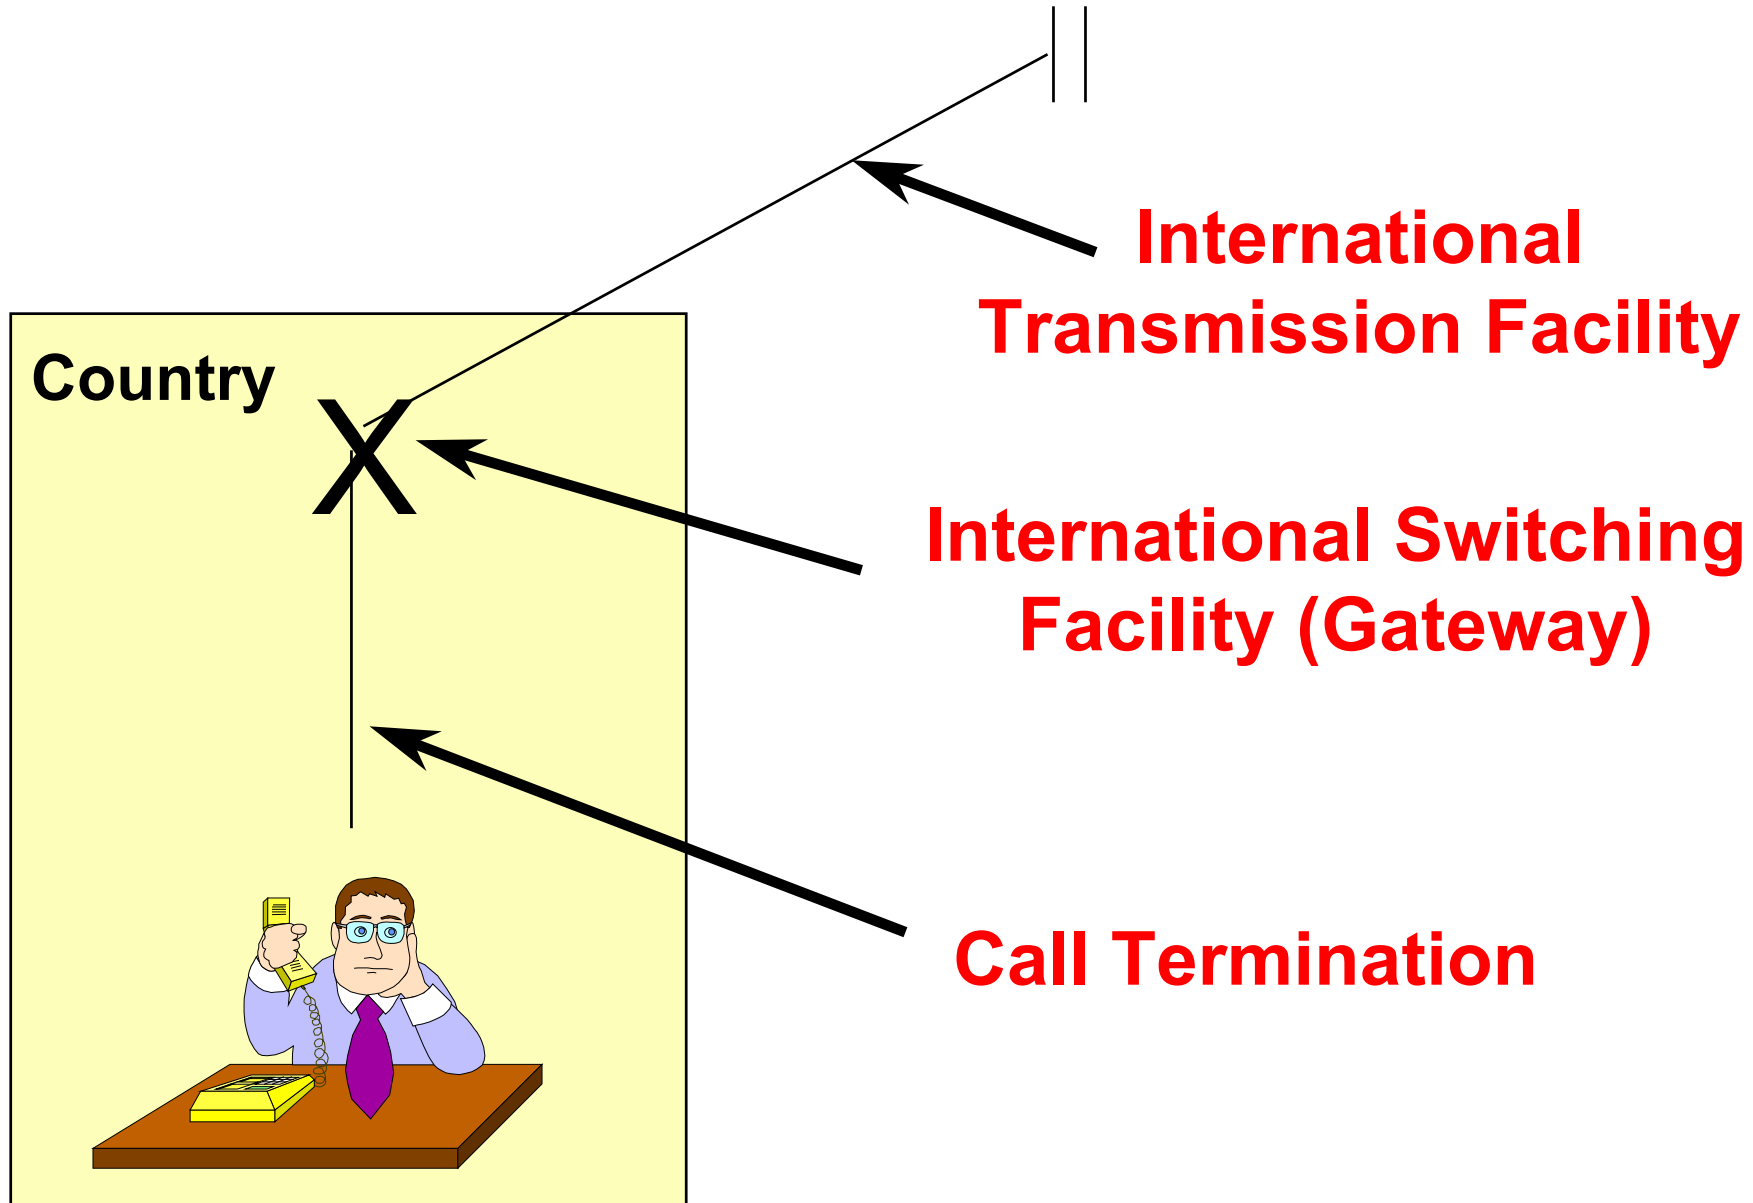 International
Transmission Facility
Country
X
International Switching
Facility (Gateway)
Call Termination